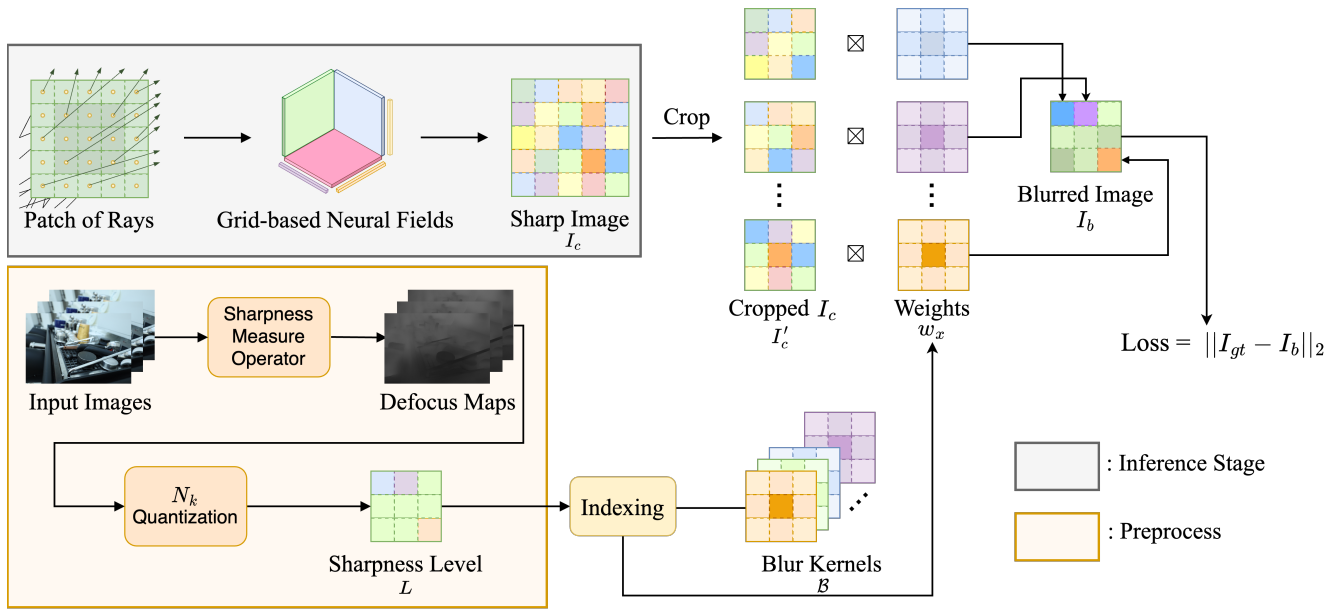 Patch of Rays
Grid-based Neural Fields
Sharp Image
I_c
Crop
Cropped I_c
I'_c
Weights
w_x
Blurred Image
I_b
Loss = ||I_{gt} − I_b||_2
Input Images
Sharpness
Measure
Operator
Defocus Maps
N_k
Quantization
Sharpness Level
L
Indexing
Blur Kernels
ℬ
: Inference Stage
: Preprocess